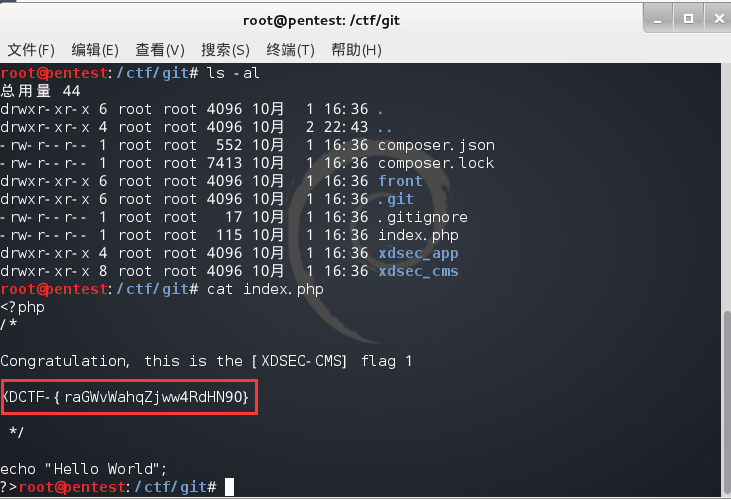 root@pentest: /ctf/git
文件(F) 编辑(E) 查看(V) 搜索(S) 终端(T) 帮助(H)
root@pentest:/ctf/git# ls -al
总用量 44
drwxr-xr-x 6 root root 4096 10月  1 16:36 .
drwxr-xr-x 4 root root 4096 10月  2 22:43 ..
-rw-r--r-- 1 root root  552 10月  1 16:36 composer.json
-rw-r--r-- 1 root root 7413 10月  1 16:36 composer.lock
drwxr-xr-x 6 root root 4096 10月  1 16:36 front
drwxr-xr-x 6 root root 4096 10月  1 16:36 .git
-rw-r--r-- 1 root root   17 10月  1 16:36 .gitignore
-rw-r--r-- 1 root root  115 10月  1 16:36 index.php
drwxr-xr-x 4 root root 4096 10月  1 16:36 xdsec_app
drwxr-xr-x 8 root root 4096 10月  1 16:36 xdsec_cms
root@pentest:/ctf/git# cat index.php
<?php
/*
Congratulation, this is the [XDSEC-CMS] flag 1
XDCTF-{raGWvWahqZjww4RdHN90}
*/
echo "Hello World";
?>root@pentest:/ctf/git#